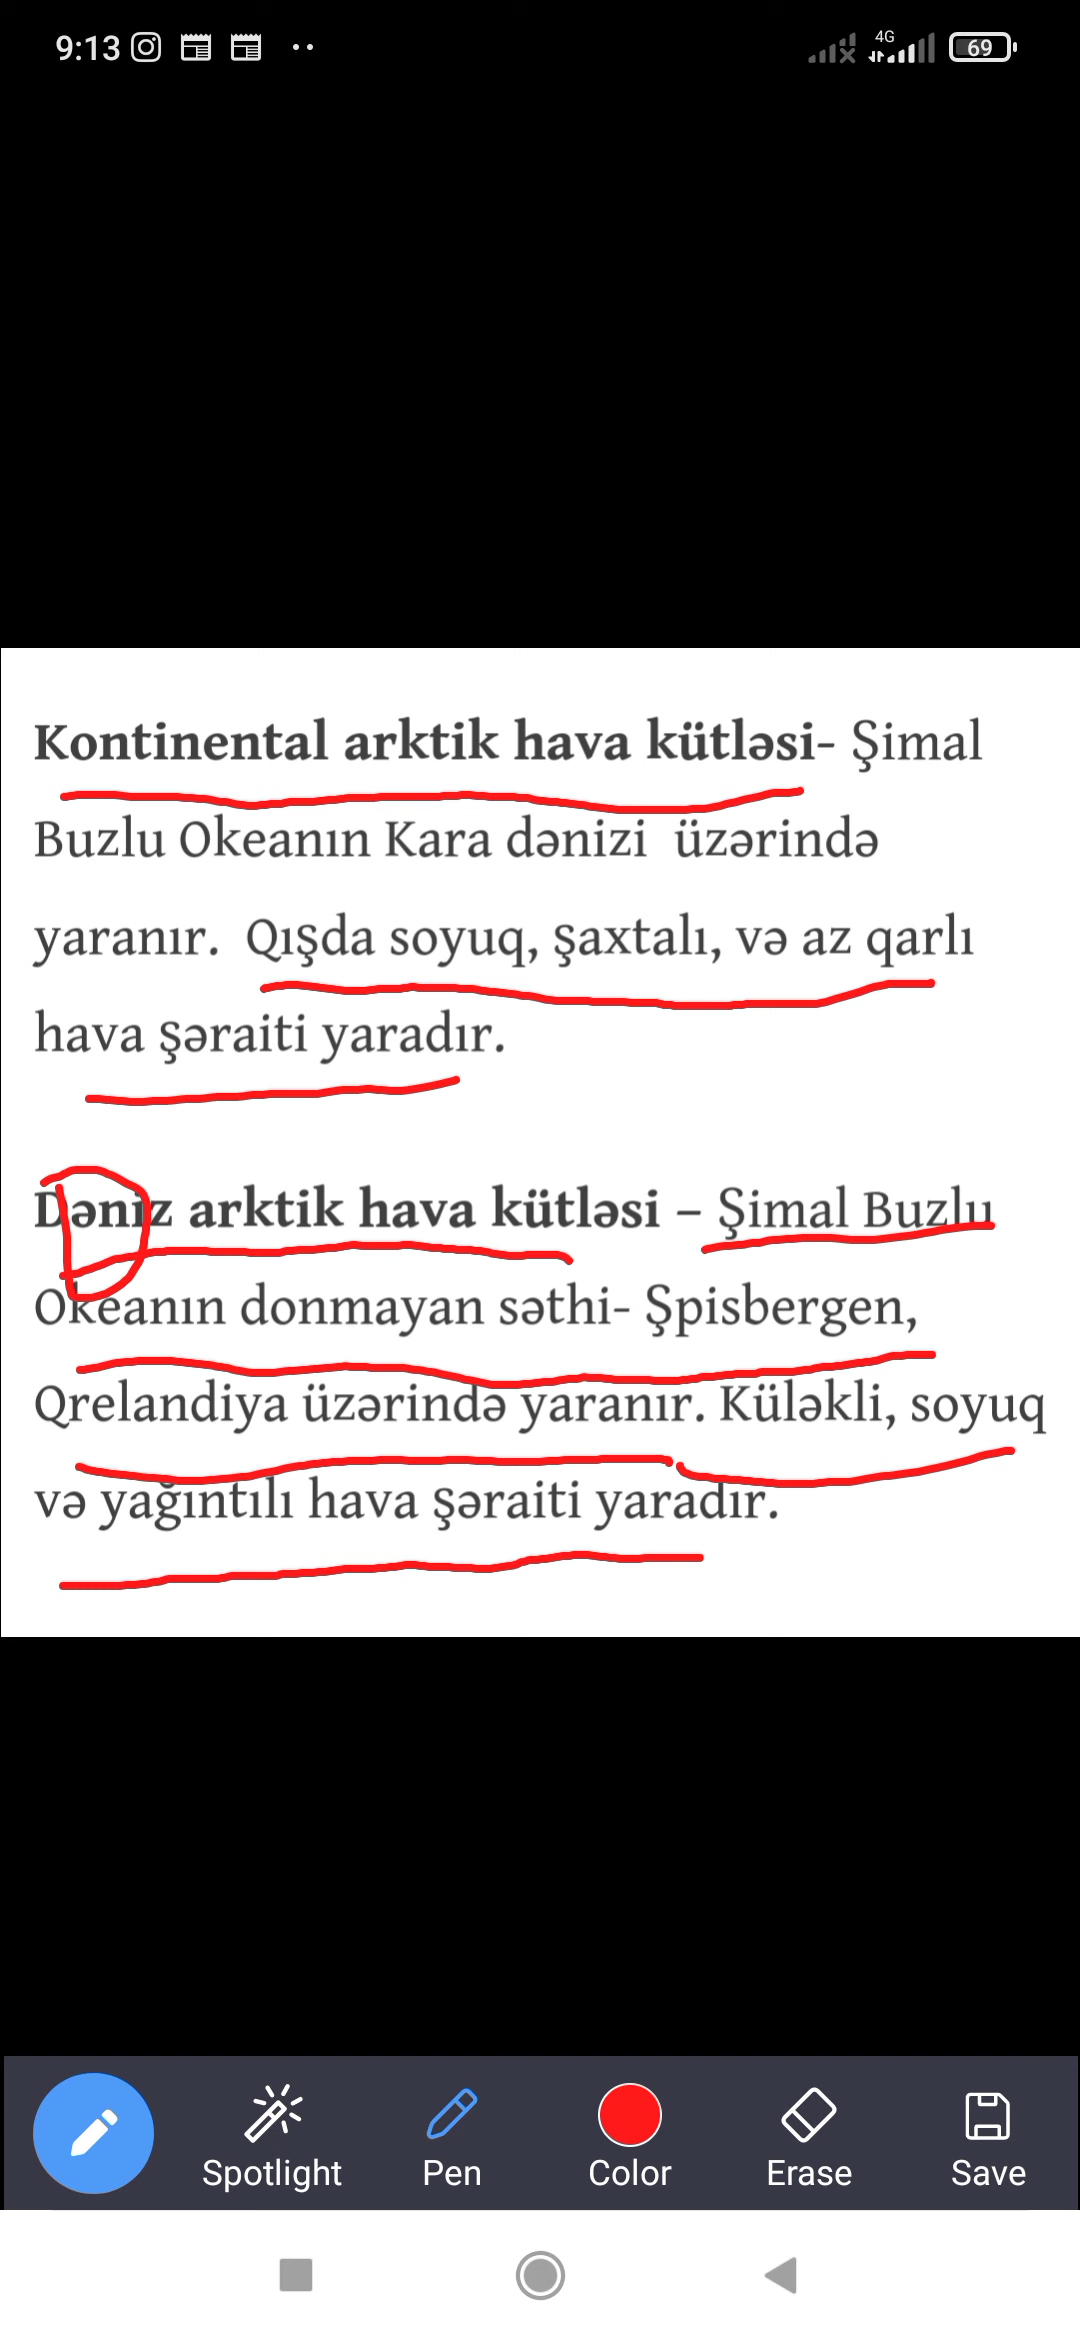 9:13
4G
69
Kontinental arktik hava kütləsi- Şimal
Buzlu Okeanın Kara dənizi üzərində
yaranır. Qışda soyuq, şaxtalı, və az qarlı
hava şəraiti yaradır.
Dəniz arktik hava kütləsi – Şimal Buzlu
Okeanın donmayan səthi- Şpisbergen,
Qrelandiya üzərində yaranır. Küləkli, soyuq
və yağıntılı hava şəraiti yaradır.
Spotlight Pen Color Erase Save